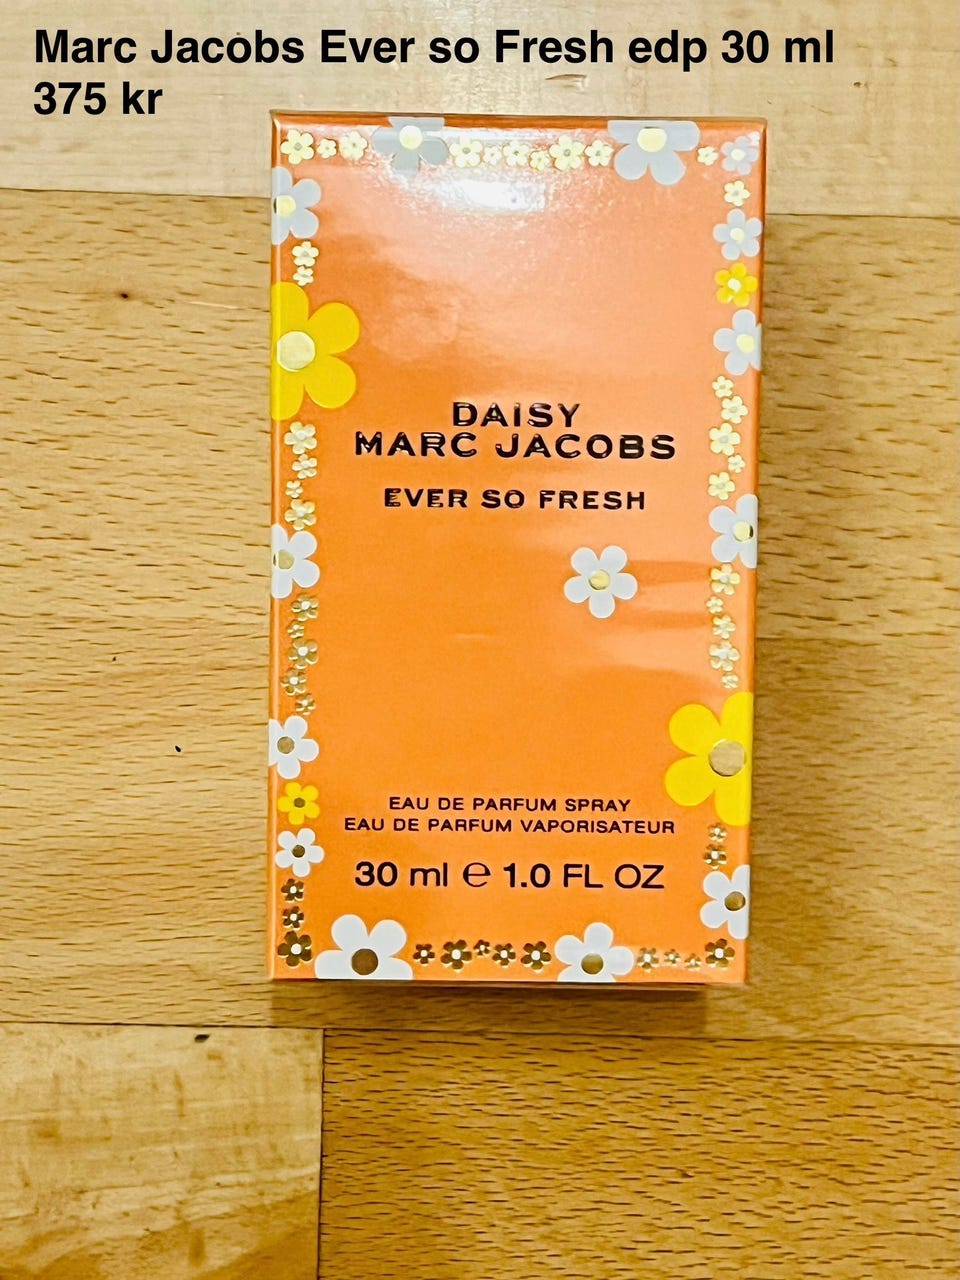 Marc Jacobs Ever so Fresh edp 30 ml
375 kr
DAISY
MARC JACOBS
EVER SO FRESH
EAU DE PARFUM SPRAY
EAU DE PARFUM VAPORISATEUR
30 ml ℮ 1.0 FL OZ